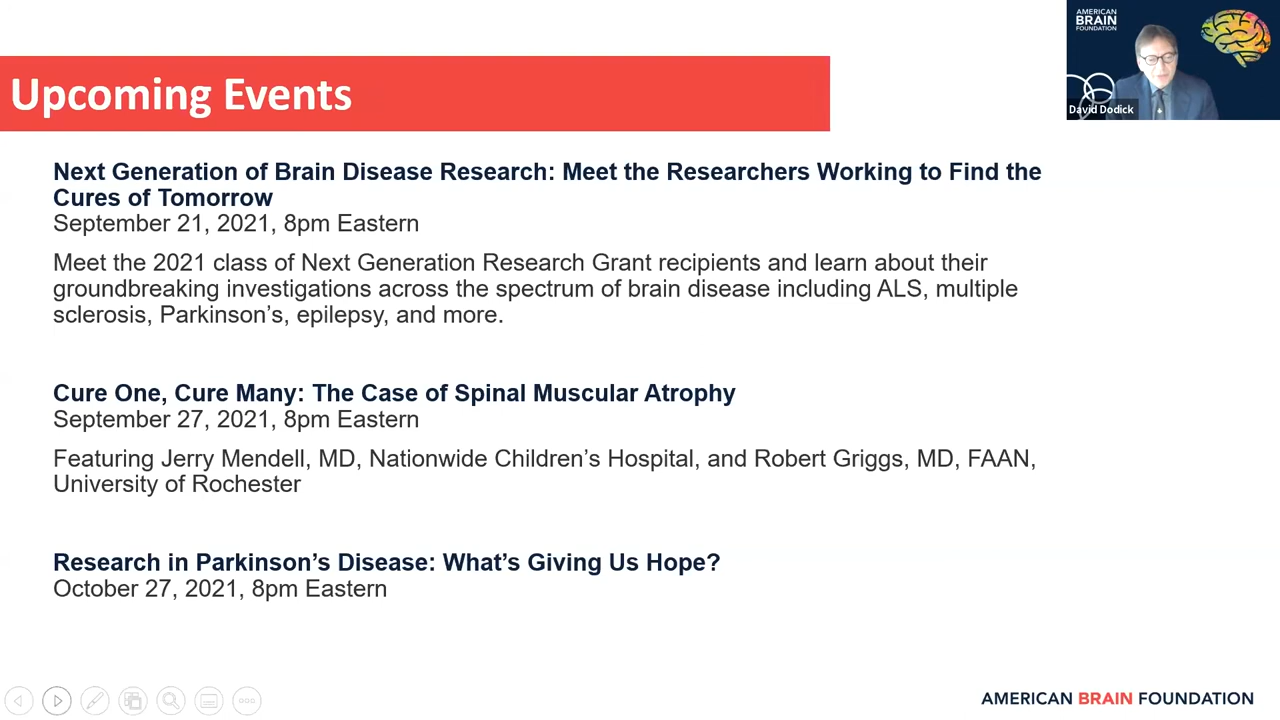 Upcoming Events
AMERICAN
BRAIN
FOUNDATION
David Dodick
Next Generation of Brain Disease Research: Meet the Researchers Working to Find the
Cures of Tomorrow
September 21, 2021, 8pm Eastern
Meet the 2021 class of Next Generation Research Grant recipients and learn about their
groundbreaking investigations across the spectrum of brain disease including ALS, multiple
sclerosis, Parkinson’s, epilepsy, and more.
Cure One, Cure Many: The Case of Spinal Muscular Atrophy
September 27, 2021, 8pm Eastern
Featuring Jerry Mendell, MD, Nationwide Children’s Hospital, and Robert Griggs, MD, FAAN,
University of Rochester
Research in Parkinson’s Disease: What’s Giving Us Hope?
October 27, 2021, 8pm Eastern
AMERICAN BRAIN FOUNDATION